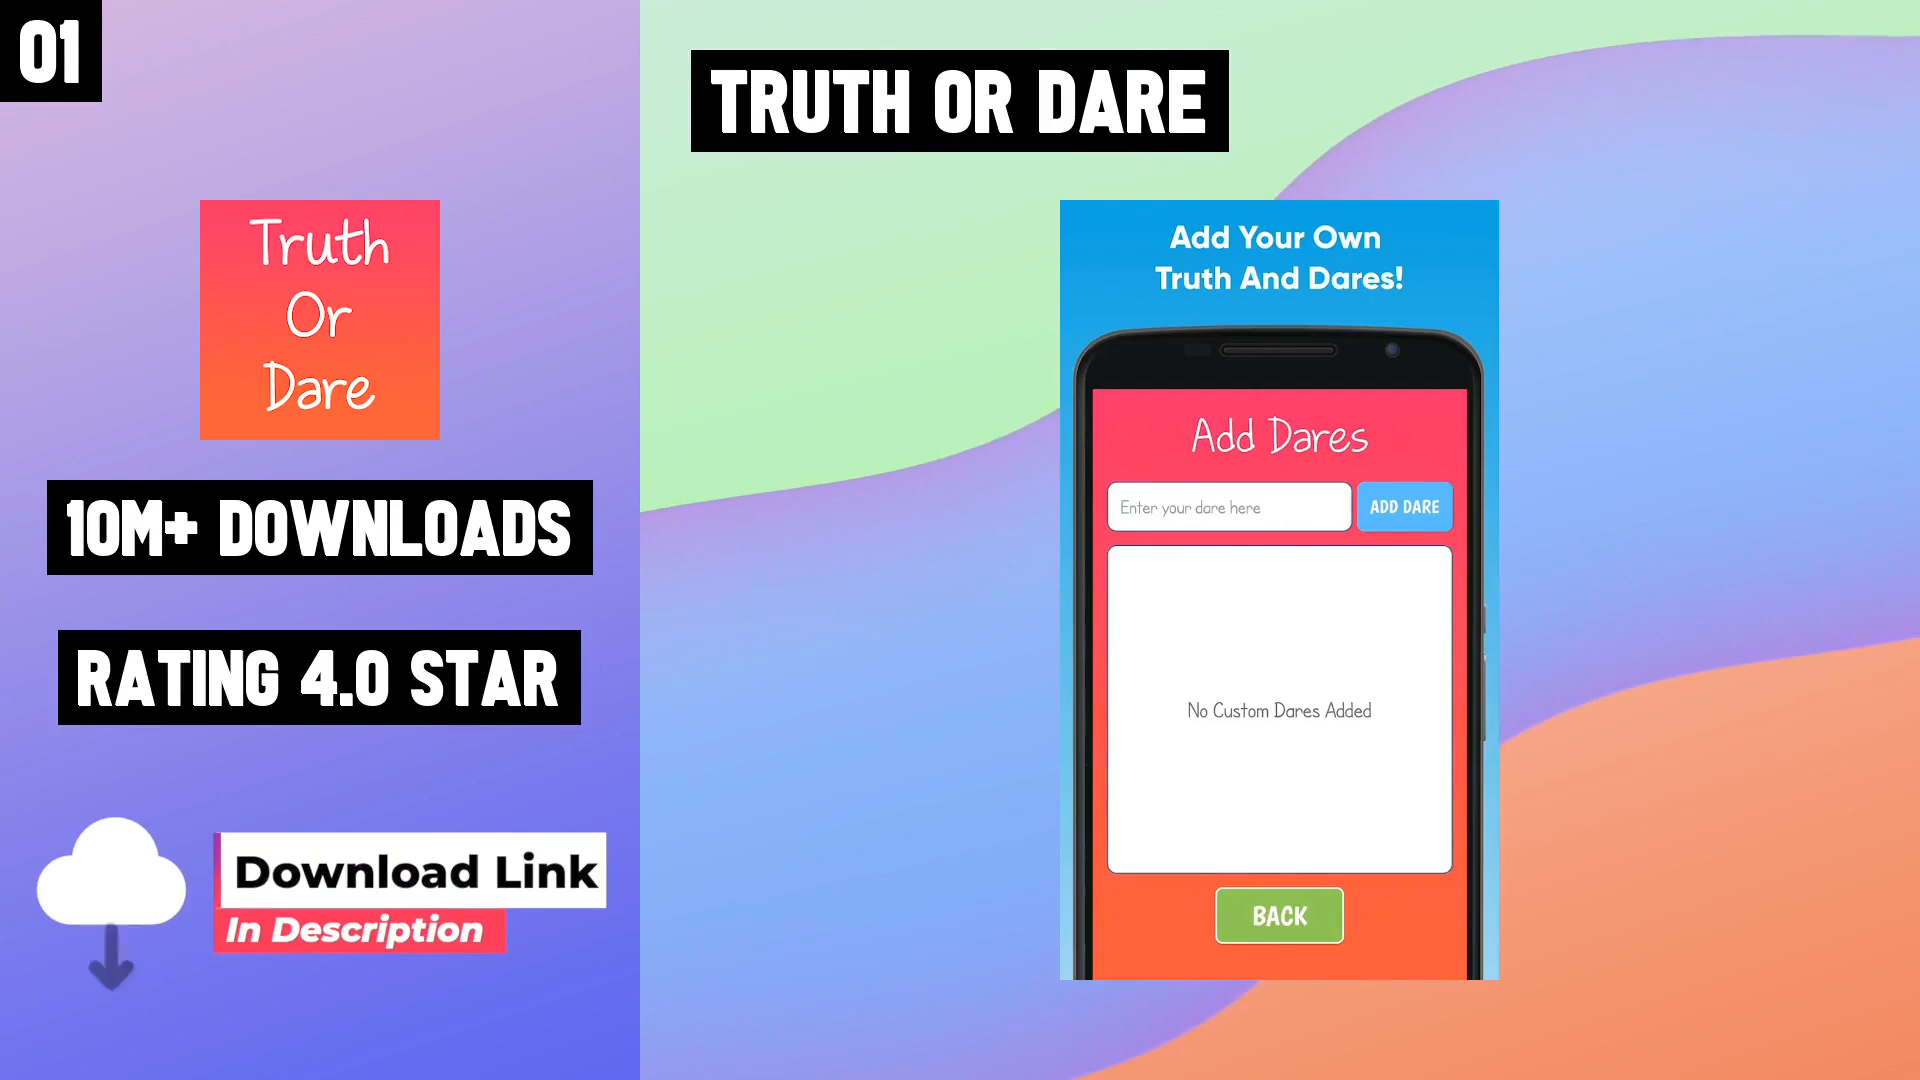 01
TRUTH OR DARE
Truth
Or
Dare
10M+ DOWNLOADS
RATING 4.0 STAR
Download Link
In Description
Add Your Own
Truth And Dares!
Add Dares
Enter your dare here
ADD DARE
No Custom Dares Added
BACK